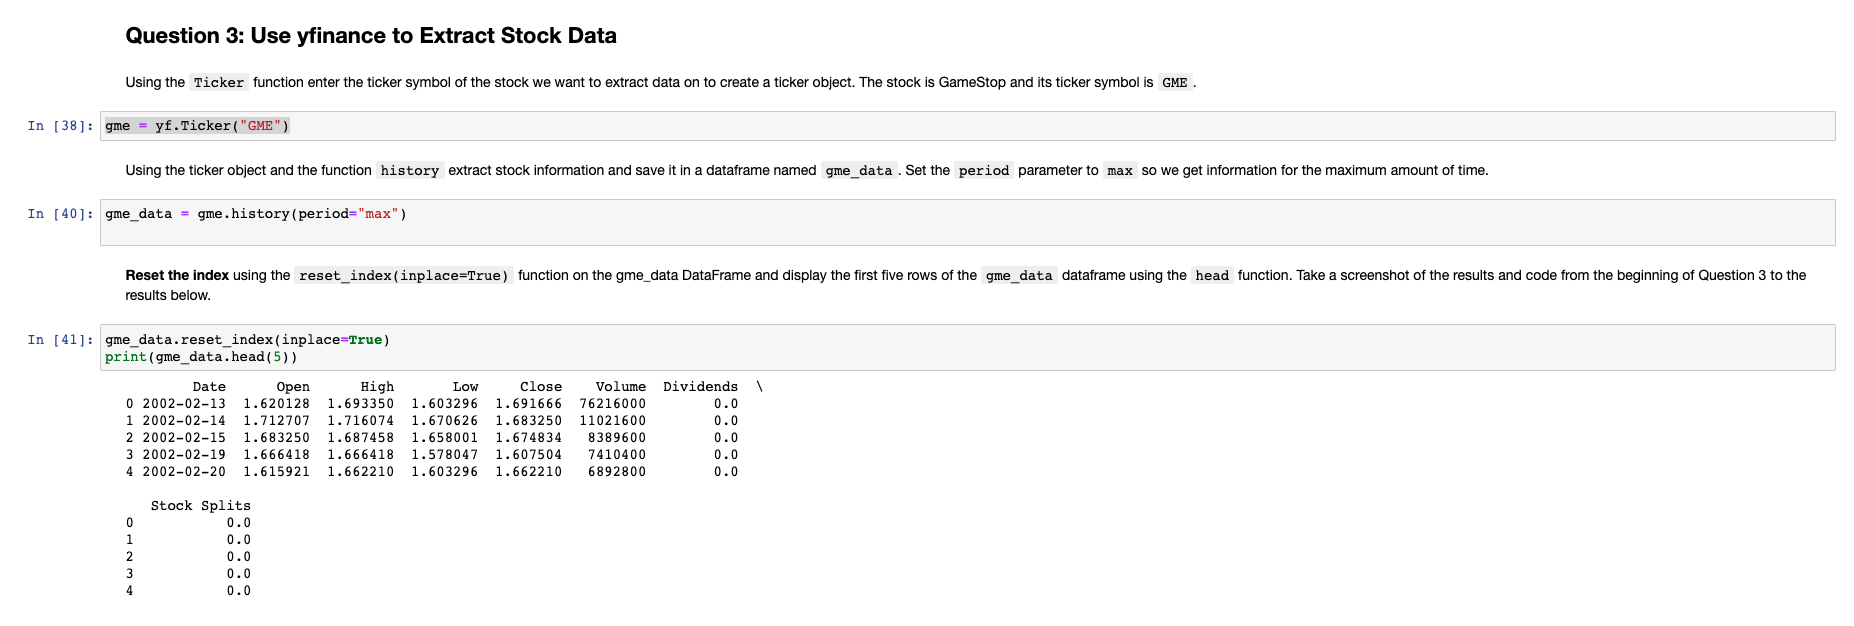 Question 3: Use yfinance to Extract Stock Data
Using the Ticker function enter the ticker symbol of the stock we want to extract data on to create a ticker object. The stock is GameStop and its ticker symbol is GME .
In [38]: gme = yf.Ticker("GME")
Using the ticker object and the function history extract stock information and save it in a dataframe named gme_data . Set the period parameter to max so we get information for the maximum amount of time.
In [40]: gme_data = gme.history(period="max")
Reset the index using the reset_index(inplace=True) function on the gme_data DataFrame and display the first five rows of the gme_data dataframe using the head function. Take a screenshot of the results and code from the beginning of Question 3 to the
results below.
In [41]: gme_data.reset_index(inplace=True)
print(gme_data.head(5))
Date Open High Low Close Volume Dividends \
0 2002-02-13 1.620128 1.693350 1.603296 1.691666 76216000 0.0
1 2002-02-14 1.712707 1.716074 1.670626 1.683250 11021600 0.0
2 2002-02-15 1.683250 1.687458 1.658001 1.674834 8389600 0.0
3 2002-02-19 1.666418 1.666418 1.578047 1.607504 7410400 0.0
4 2002-02-20 1.615921 1.662210 1.603296 1.662210 6892800 0.0
Stock Splits
0 0.0
1 0.0
2 0.0
3 0.0
4 0.0